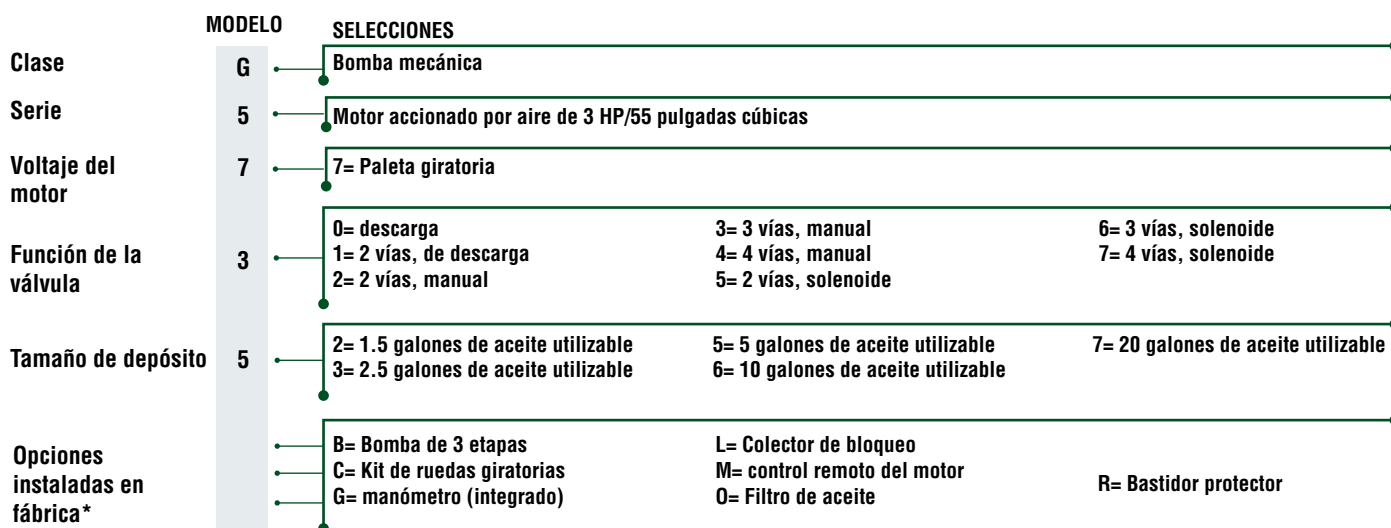 MODELO SELECCIONES
Clase G Bomba mecánica
Serie 5 Motor accionado por aire de 3 HP/55 pulgadas cúbicas
Voltaje del
motor
7 7= Paleta giratoria
Función de la
válvula
3
0= descarga 3= 3 vías, manual 6= 3 vías, solenoide
1= 2 vías, de descarga 4= 4 vías, manual 7= 4 vías, solenoide
2= 2 vías, manual 5= 2 vías, solenoide
Tamaño de depósito 5
2= 1.5 galones de aceite utilizable 5= 5 galones de aceite utilizable 7= 20 galones de aceite utilizable
3= 2.5 galones de aceite utilizable 6= 10 galones de aceite utilizable
Opciones
instaladas en
fábrica*
B= Bomba de 3 etapas L= Colector de bloqueo
C= Kit de ruedas giratorias M= control remoto del motor R= Bastidor protector
G= manómetro (integrado) O= Filtro de aceite